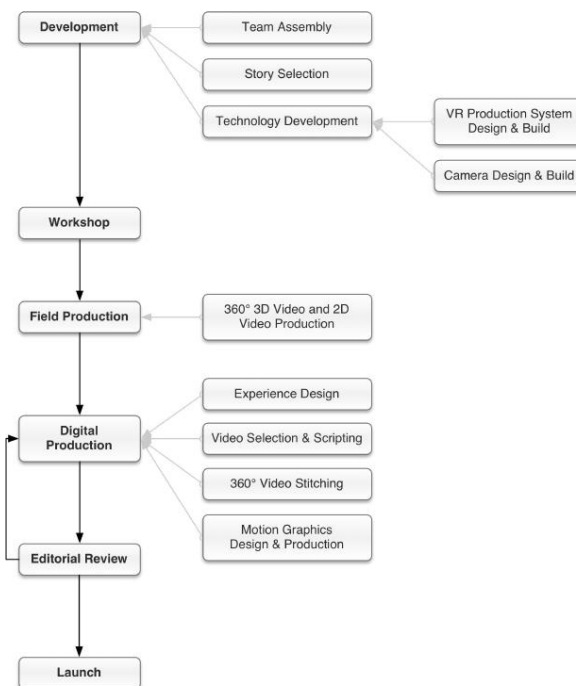 Development
Team Assembly
Story Selection
Technology Development
VR Production System
Design & Build
Camera Design & Build
Workshop
Field Production
360° 3D Video and 2D
Video Production
Experience Design
Digital
Production
Video Selection & Scripting
360° Video Stitching
Motion Graphics
Design & Production
Editorial Review
Launch